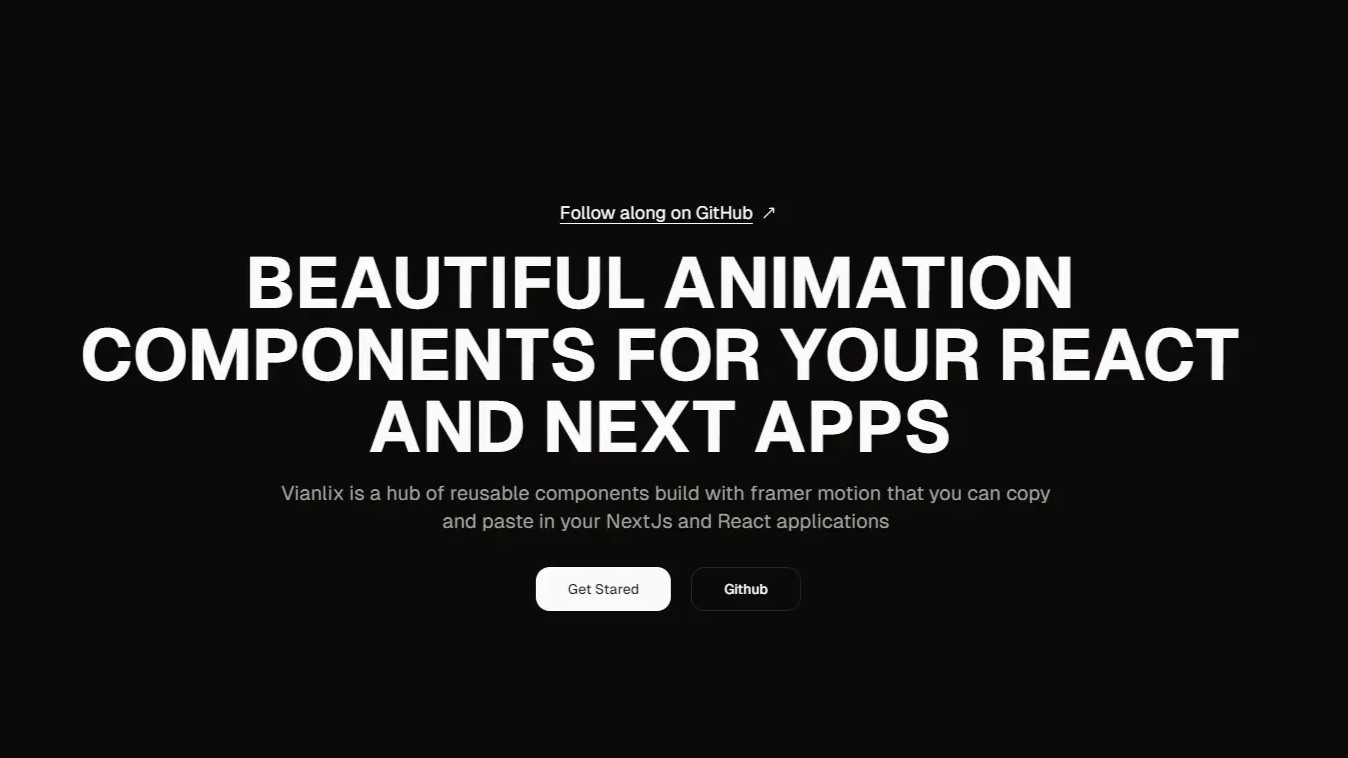 Follow along on GitHub ↗
BEAUTIFUL ANIMATION
COMPONENTS FOR YOUR REACT
AND NEXT APPS
Vianlix is a hub of reusable components build with framer motion that you can copy
and paste in your NextJs and React applications
Get Stared
Github